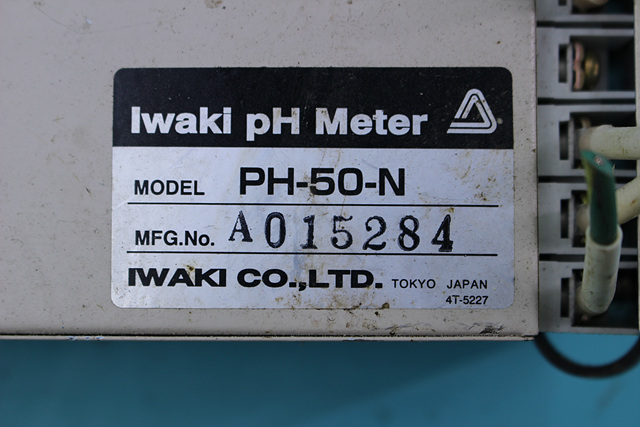 Iwaki pH Meter
MODEL PH-50-N
MFG.No. A015284
IWAKI CO.,LTD. TOKYO JAPAN
4T-5227